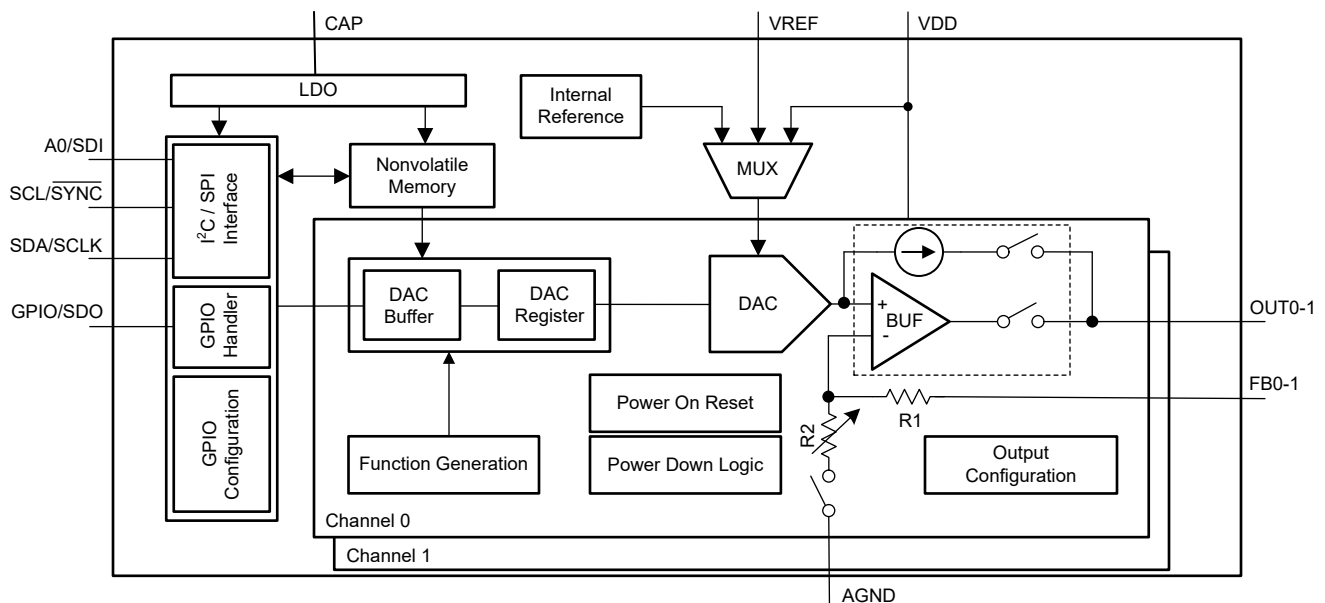 CAP
VREF
VDD
LDO
Internal
Reference
A0/SDI
SCL/SYNC
SDA/SCLK
GPIO/SDO
I²C / SPI
Interface
Nonvolatile
Memory
MUX
GPIO
Handler
GPIO
Configuration
DAC
Buffer
DAC
Register
DAC
+
BUF
-
OUT0-1
FB0-1
R1
R2
Power On Reset
Function Generation
Power Down Logic
Output
Configuration
Channel 0
Channel 1
AGND